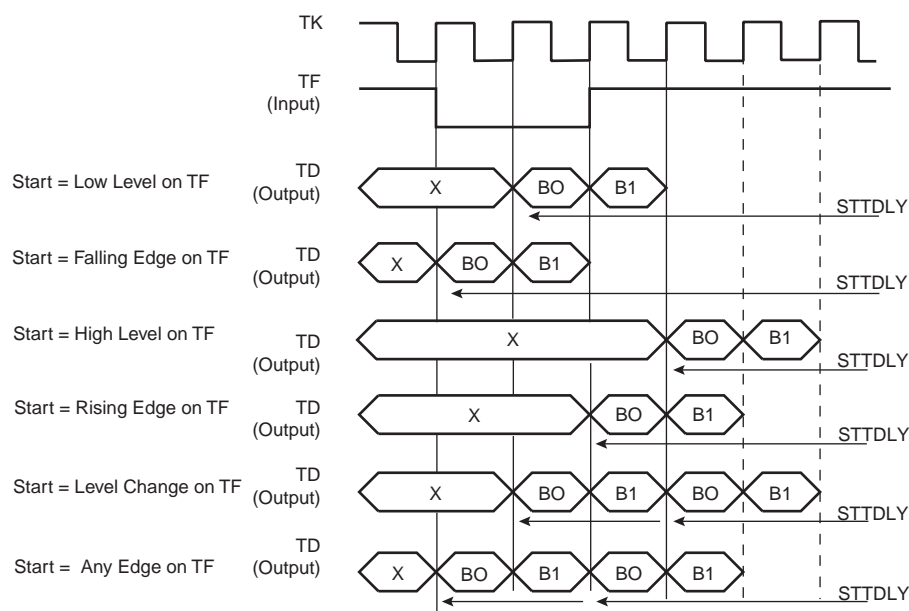 TK
TF
(Input)
Start = Low Level on TF
TD
(Output)
X
BO
B1
STTDLY
Start = Falling Edge on TF
TD
(Output)
X
BO
B1
STTDLY
Start = High Level on TF
TD
(Output)
X
BO
B1
STTDLY
Start = Rising Edge on TF
TD
(Output)
X
BO
B1
STTDLY
Start = Level Change on TF
TD
(Output)
X
BO
B1
BO
B1
STTDLY
Start = Any Edge on TF
TD
(Output)
X
BO
B1
BO
B1
STTDLY